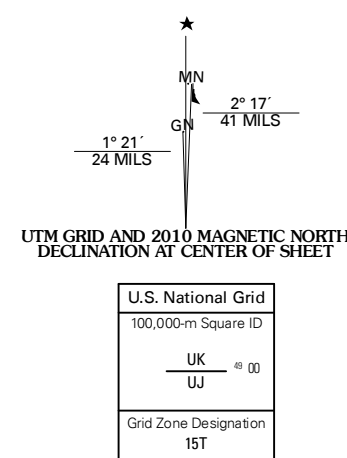 ★
MN
2° 17´
41 MILS
GN
1° 21´
24 MILS
UTM GRID AND 2010 MAGNETIC NORTH
DECLINATION AT CENTER OF SHEET
U.S. National Grid
100,000-m Square ID
UK
49 00
UJ
Grid Zone Designation
15T